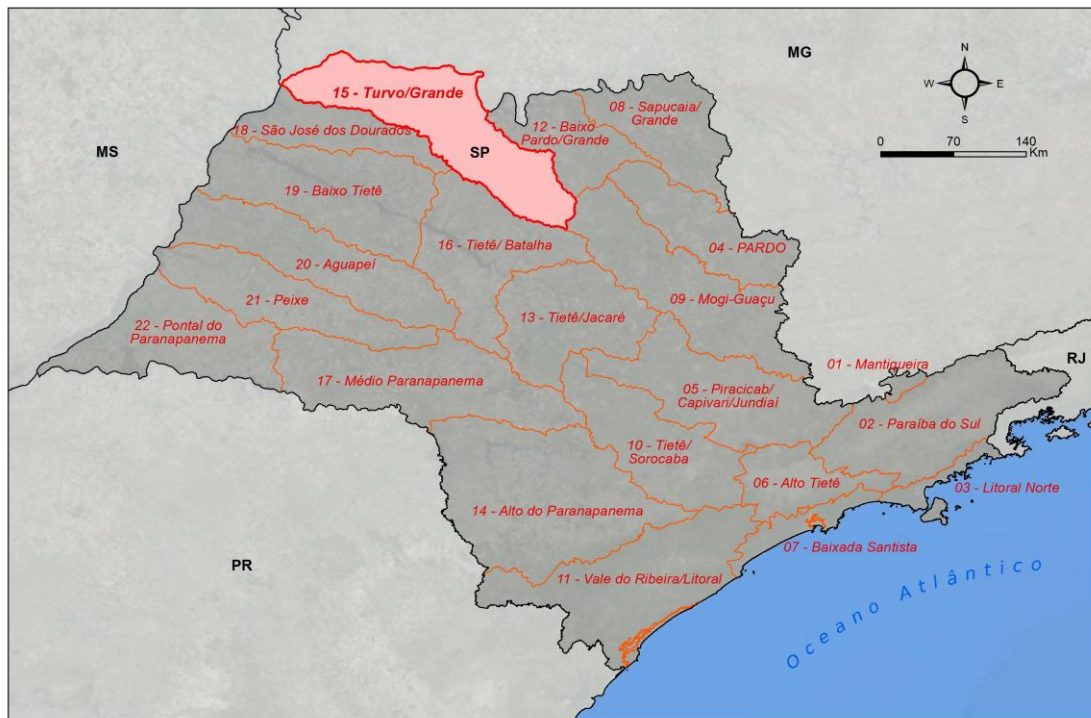 MG
N
W
E
S
0
70
140
Km
15 - Turvo/Grande
08 - Sapucaia/
Grande
12 - Baixo
Pardo/Grande
18 - São José dos Dourados
SP
MS
19 - Baixo Tietê
16 - Tietê/ Batalha
04 - PARDO
20 - Aguapeí
09 - Mogi-Guaçu
21 - Peixe
13 - Tietê/Jacaré
22 - Pontal do
Paranapanema
17 - Médio Paranapanema
01 - Mantiqueira
RJ
05 - Piracicab/
Capivari/Jundiaí
02 - Paraíba do Sul
10 - Tietê/
Sorocaba
06 - Alto Tietê
03 - Litoral Norte
14 - Alto do Paranapanema
07 - Baixada Santista
PR
11 - Vale do Ribeira/Litoral
Oceano Atlântico